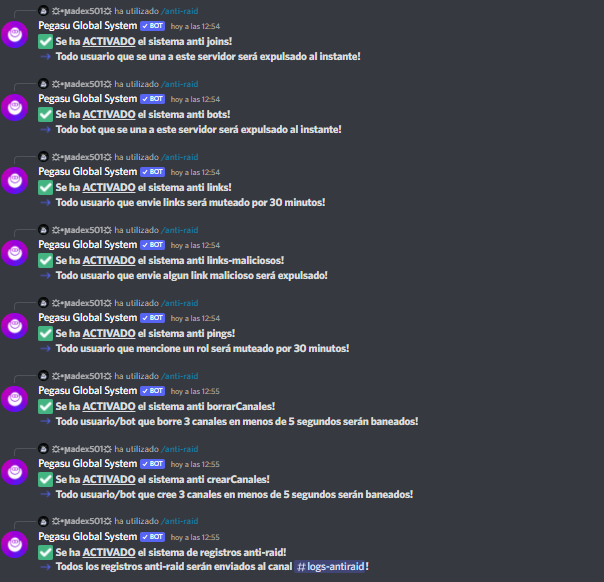 ☼•ϻadex501☼ ha utilizado /anti-raid
Pegasu Global System ✓ BOT hoy a las 12:54
✅ Se ha ACTIVADO el sistema anti joins!
→ Todo usuario que se una a este servidor será expulsado al instante!
☼•ϻadex501☼ ha utilizado /anti-raid
Pegasu Global System ✓ BOT hoy a las 12:54
✅ Se ha ACTIVADO el sistema anti bots!
→ Todo bot que se una a este servidor será expulsado al instante!
☼•ϻadex501☼ ha utilizado /anti-raid
Pegasu Global System ✓ BOT hoy a las 12:54
✅ Se ha ACTIVADO el sistema anti links!
→ Todo usuario que envie links será muteado por 30 minutos!
☼•ϻadex501☼ ha utilizado /anti-raid
Pegasu Global System ✓ BOT hoy a las 12:54
✅ Se ha ACTIVADO el sistema anti links-maliciosos!
→ Todo usuario que envie algun link malicioso será expulsado!
☼•ϻadex501☼ ha utilizado /anti-raid
Pegasu Global System ✓ BOT hoy a las 12:54
✅ Se ha ACTIVADO el sistema anti pings!
→ Todo usuario que mencione un rol será muteado por 30 minutos!
☼•ϻadex501☼ ha utilizado /anti-raid
Pegasu Global System ✓ BOT hoy a las 12:55
✅ Se ha ACTIVADO el sistema anti borrarCanales!
→ Todo usuario/bot que borre 3 canales en menos de 5 segundos serán baneados!
☼•ϻadex501☼ ha utilizado /anti-raid
Pegasu Global System ✓ BOT hoy a las 12:55
✅ Se ha ACTIVADO el sistema anti crearCanales!
→ Todo usuario/bot que cree 3 canales en menos de 5 segundos serán baneados!
☼•ϻadex501☼ ha utilizado /anti-raid
Pegasu Global System ✓ BOT hoy a las 12:55
✅ Se ha ACTIVADO el sistema de registros anti-raid!
→ Todos los registros anti-raid serán enviados al canal # logs-antiraid!